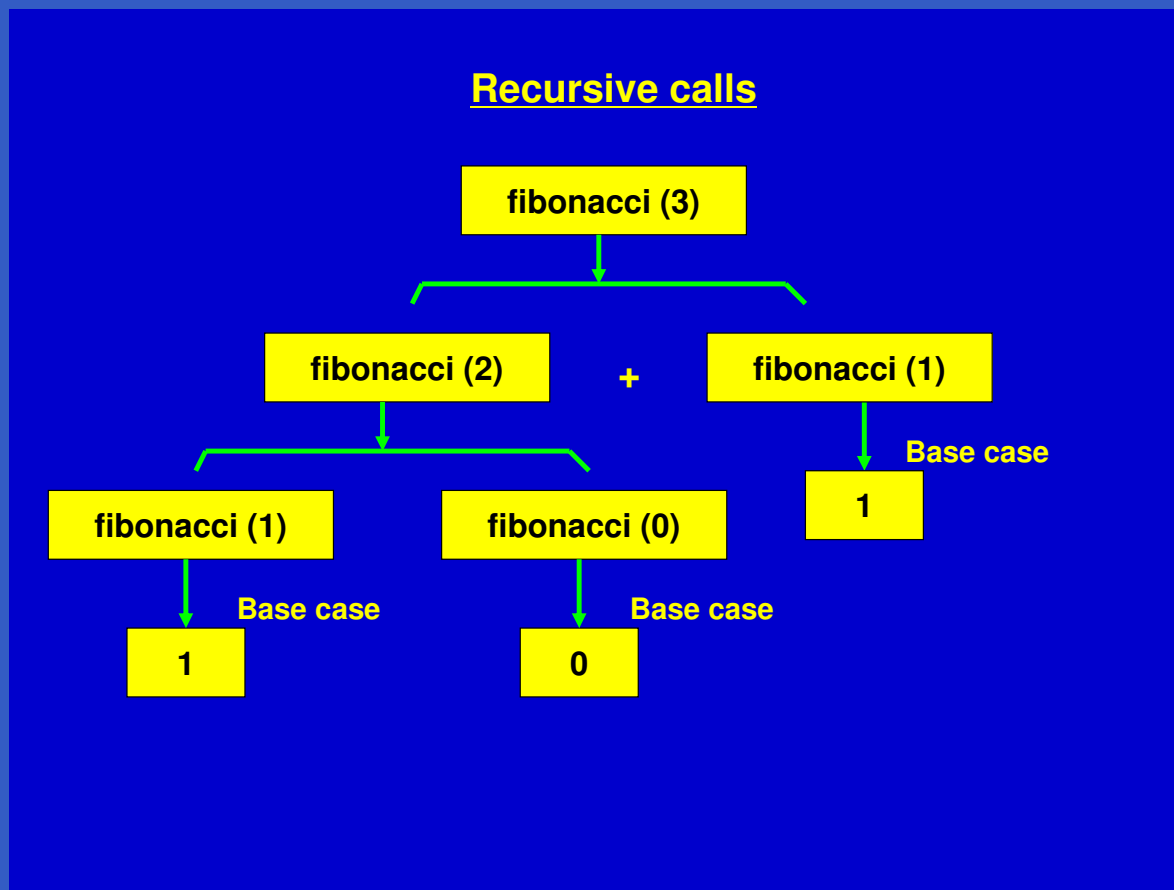 Recursive calls
fibonacci (3)
fibonacci (2) + fibonacci (1)
Base case
1
fibonacci (1) fibonacci (0)
Base case Base case
1 0